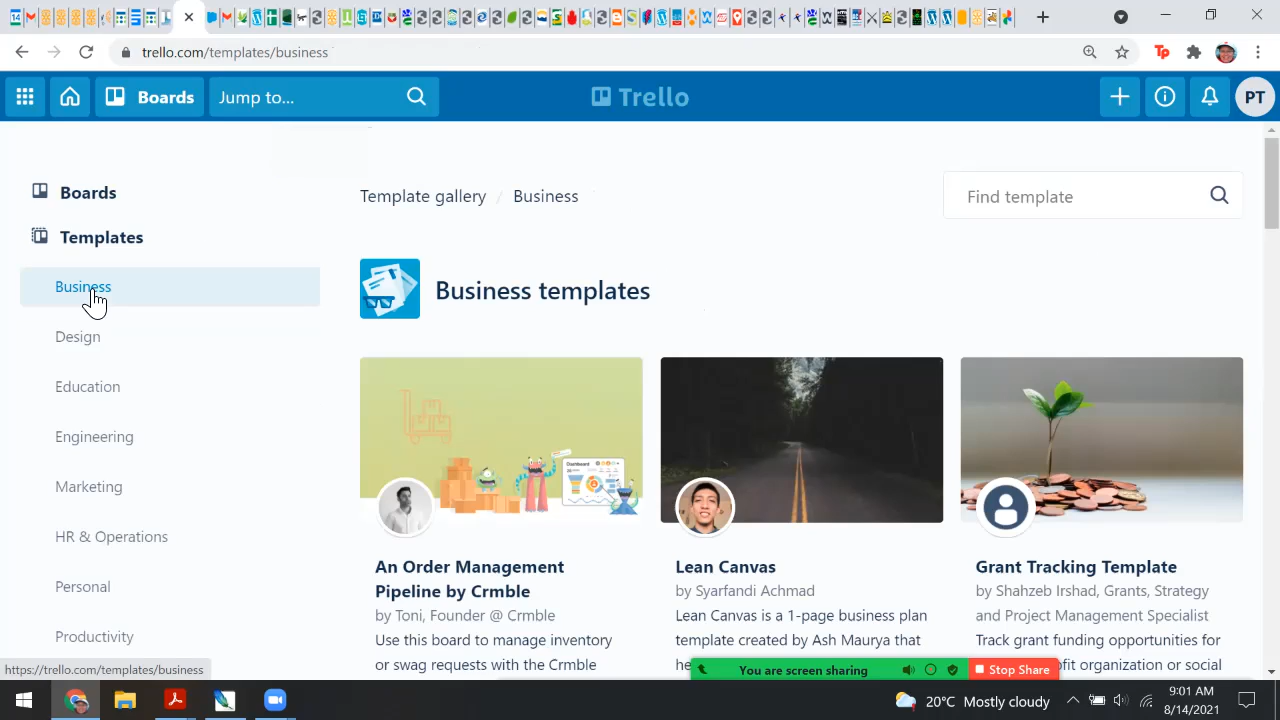 trello.com/templates/business
Boards
Jump to...
Trello
PT
Boards
Templates
Business
Design
Education
Engineering
Marketing
HR & Operations
Personal
Productivity
Template gallery / Business
Find template
Business templates
An Order Management
Pipeline by Crmble
by Toni, Founder @ Crmble
Use this board to manage inventory
or swag requests with the Crmble
Lean Canvas
by Syarfandi Achmad
Lean Canvas is a 1-page business plan
template created by Ash Maurya that
Grant Tracking Template
by Shahzeb Irshad, Grants, Strategy
and Project Management Specialist
Track grant funding opportunities for
https://trello.com/templates/business
You are screen sharing
Stop Share
20°C Mostly cloudy
9:01 AM
8/14/2021